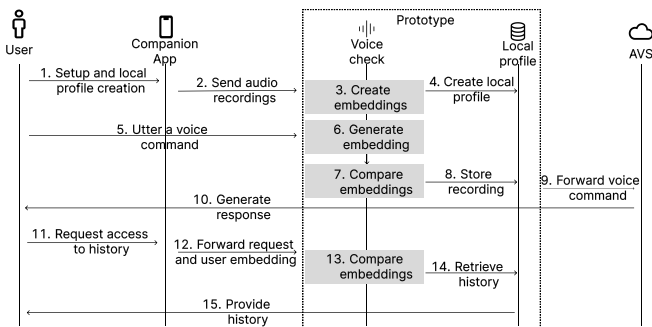 Prototype
User
Companion
App
Voice
check
Local
profile
AVS
1. Setup and local
profile creation
2. Send audio
recordings
3. Create
embeddings
4. Create local
profile
5. Utter a voice
command
6. Generate
embedding
7. Compare
embeddings
8. Store
recording
9. Forward voice
command
10. Generate
response
11. Request access
to history
12. Forward request
and user embedding
13. Compare
embeddings
14. Retrieve
history
15. Provide
history